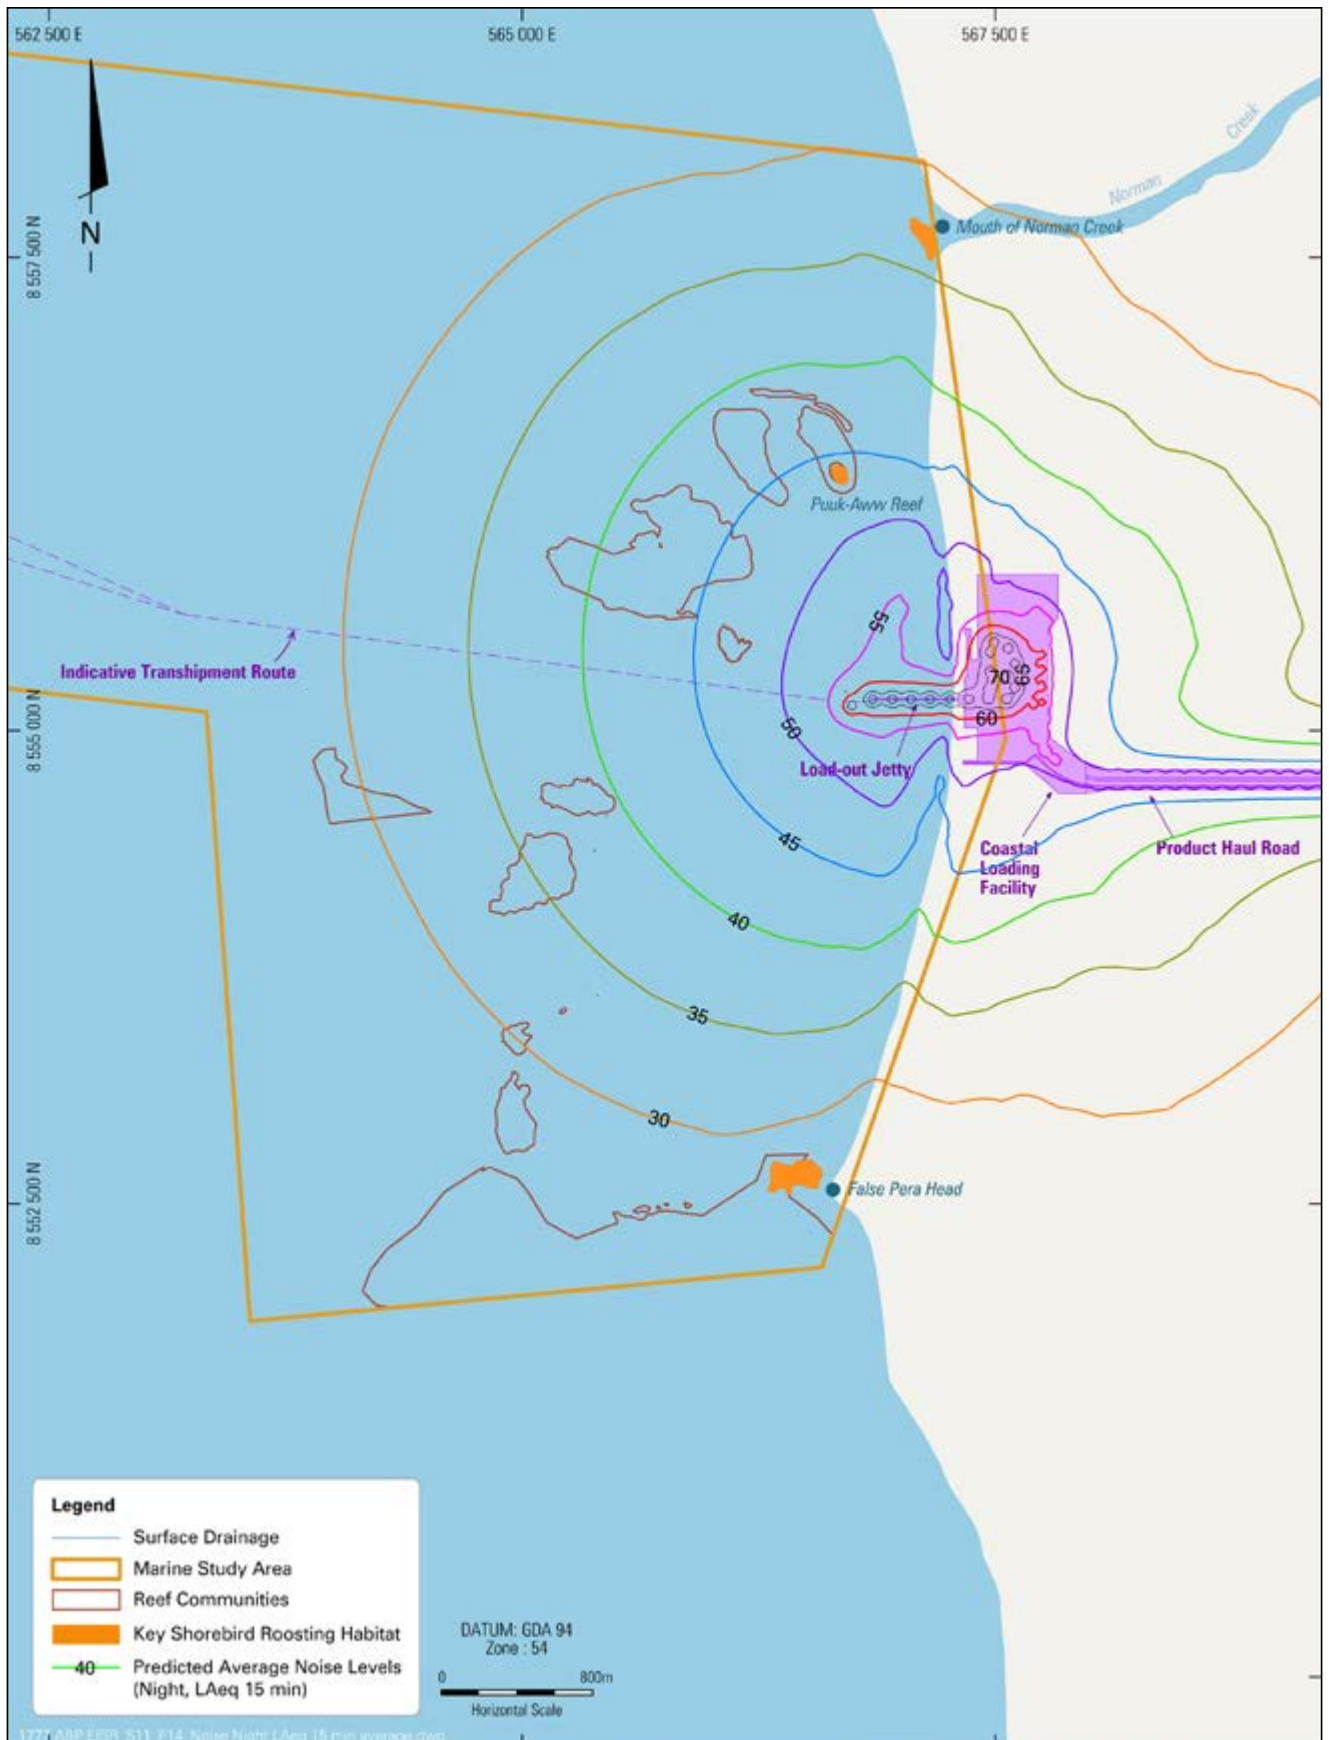 562 500 E
565 000 E
567 500 E
8 557 500 N
8 555 000 N
8 552 500 N
N
Norman
Creek
Mouth of Norman Creek
Puuk-Aww Reef
Indicative Transhipment Route
55
70
65
60
50
Load-out Jetty
45
Coastal
Loading
Facility
Product Haul Road
40
35
30
False Pera Head
Legend
Surface Drainage
Marine Study Area
Reef Communities
Key Shorebird Roosting Habitat
40
Predicted Average Noise Levels
(Night, LAeq 15 min)
DATUM: GDA 94
Zone : 54
0
800m
Horizontal Scale